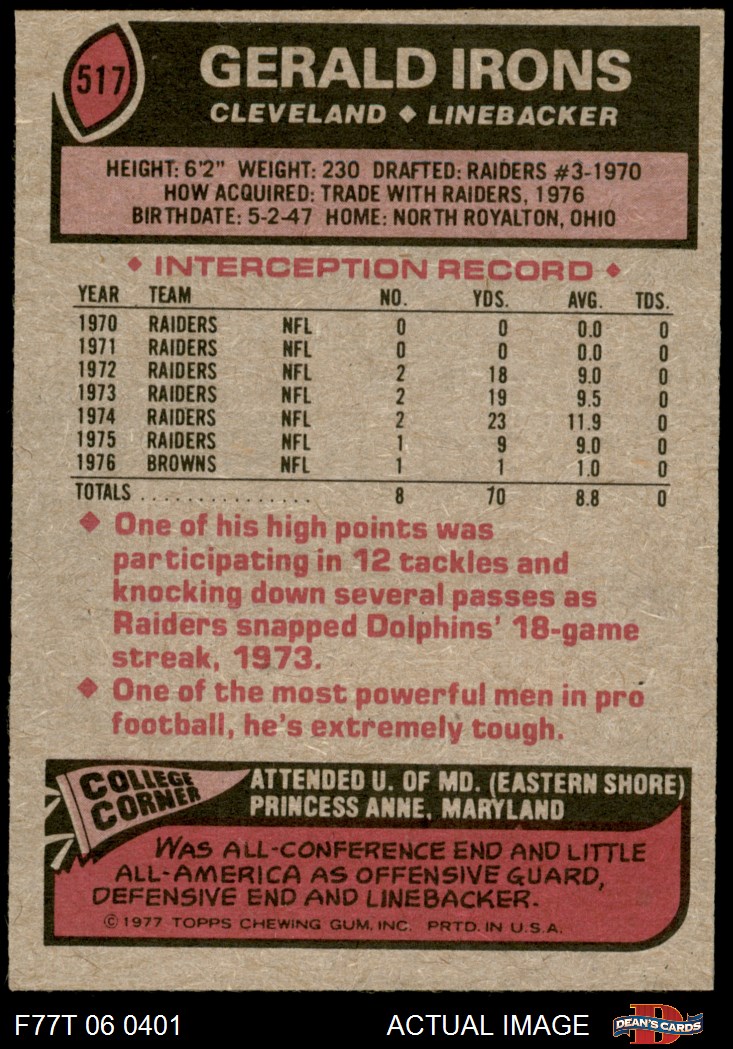 517
GERALD IRONS
CLEVELAND ◆ LINEBACKER
HEIGHT: 6'2" WEIGHT: 230 DRAFTED: RAIDERS #3-1970
HOW ACQUIRED: TRADE WITH RAIDERS, 1976
BIRTHDATE: 5-2-47 HOME: NORTH ROYALTON, OHIO
◆ INTERCEPTION RECORD ◆
YEAR TEAM NO. YDS. AVG. TDS.
1970 RAIDERS NFL 0 0 0.0 0
1971 RAIDERS NFL 0 0 0.0 0
1972 RAIDERS NFL 2 18 9.0 0
1973 RAIDERS NFL 2 19 9.5 0
1974 RAIDERS NFL 2 23 11.9 0
1975 RAIDERS NFL 1 9 9.0 0
1976 BROWNS NFL 1 1 1.0 0
TOTALS ................ 8 70 8.8 0
◆ One of his high points was
participating in 12 tackles and
knocking down several passes as
Raiders snapped Dolphins' 18-game
streak, 1973.
◆ One of the most powerful men in pro
football, he's extremely tough.
COLLEGE
CORNER
ATTENDED U. OF MD. (EASTERN SHORE)
PRINCESS ANNE, MARYLAND
WAS ALL-CONFERENCE END AND LITTLE
ALL-AMERICA AS OFFENSIVE GUARD,
DEFENSIVE END AND LINEBACKER.
© 1977 TOPPS CHEWING GUM, INC. PRTD. IN U.S.A.
F77T 06 0401 ACTUAL IMAGE
D
DEAN'S CARDS